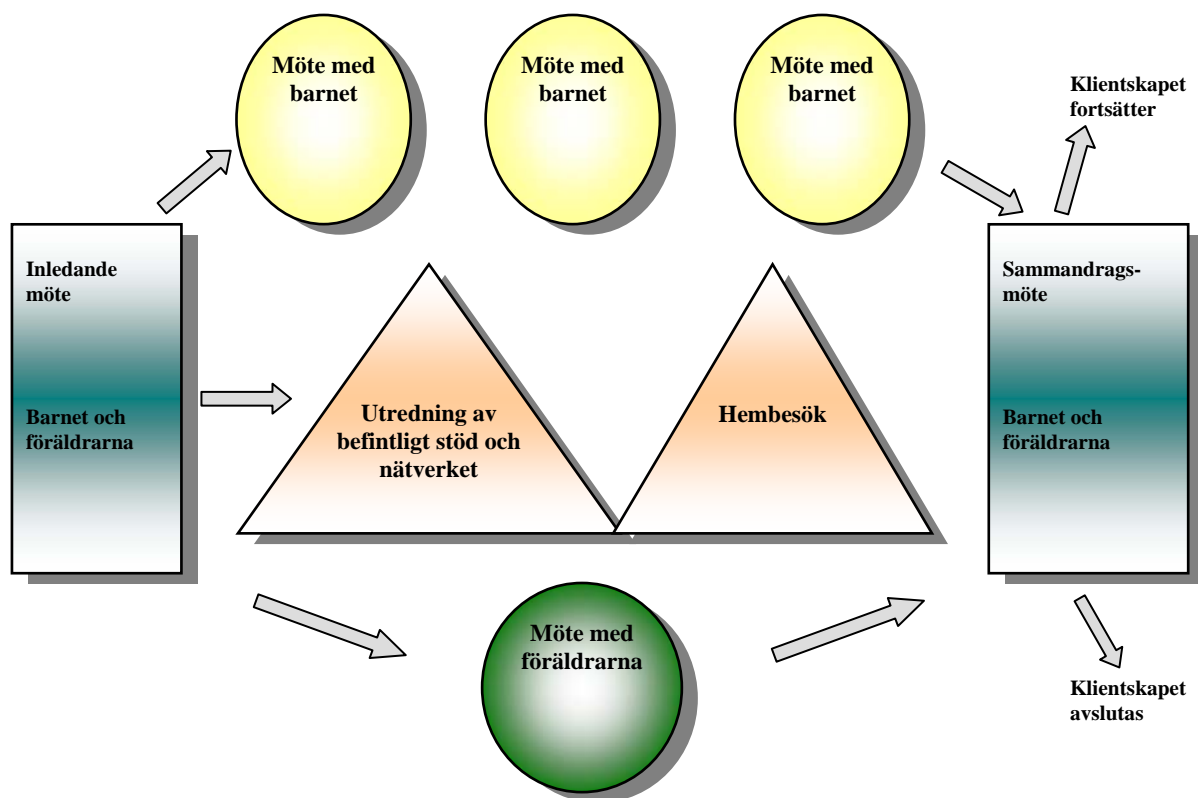 Möte med
barnet
Möte med
barnet
Möte med
barnet
Klientskapet
fortsätter
Inledande
möte
Barnet och
föräldrarna
Utredning av
befintligt stöd och
nätverket
Hembesök
Sammandrags-
möte
Barnet och
föräldrarna
Möte med
föräldrarna
Klientskapet
avslutas